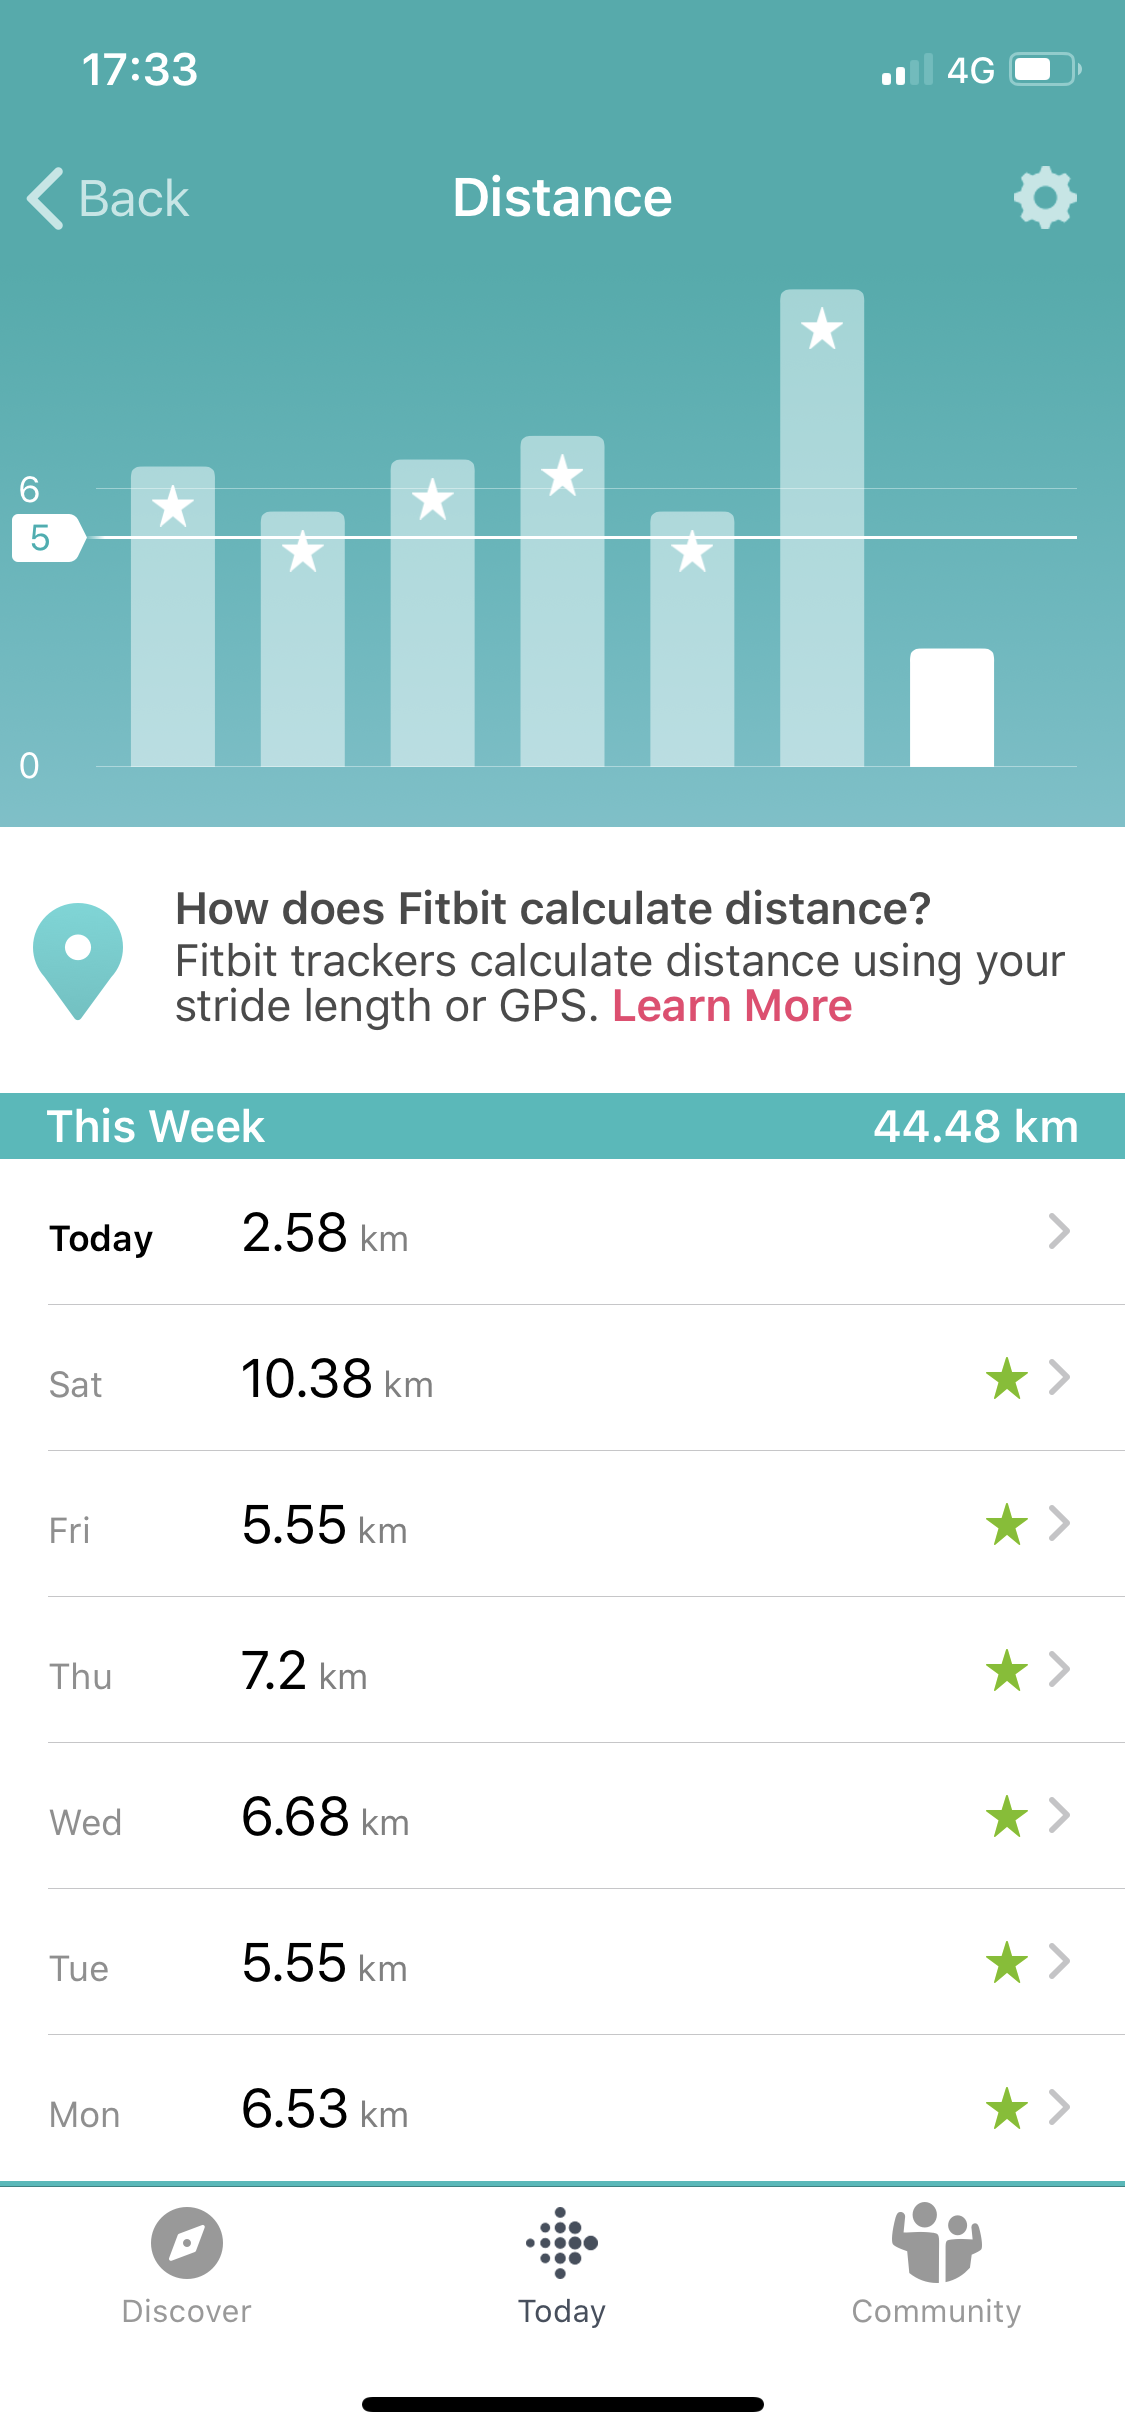 17:33
4G
Back
Distance
6
5
0
How does Fitbit calculate distance?
Fitbit trackers calculate distance using your
stride length or GPS. Learn More
This Week 44.48 km
Today 2.58 km
Sat 10.38 km
Fri 5.55 km
Thu 7.2 km
Wed 6.68 km
Tue 5.55 km
Mon 6.53 km
Discover
Today
Community